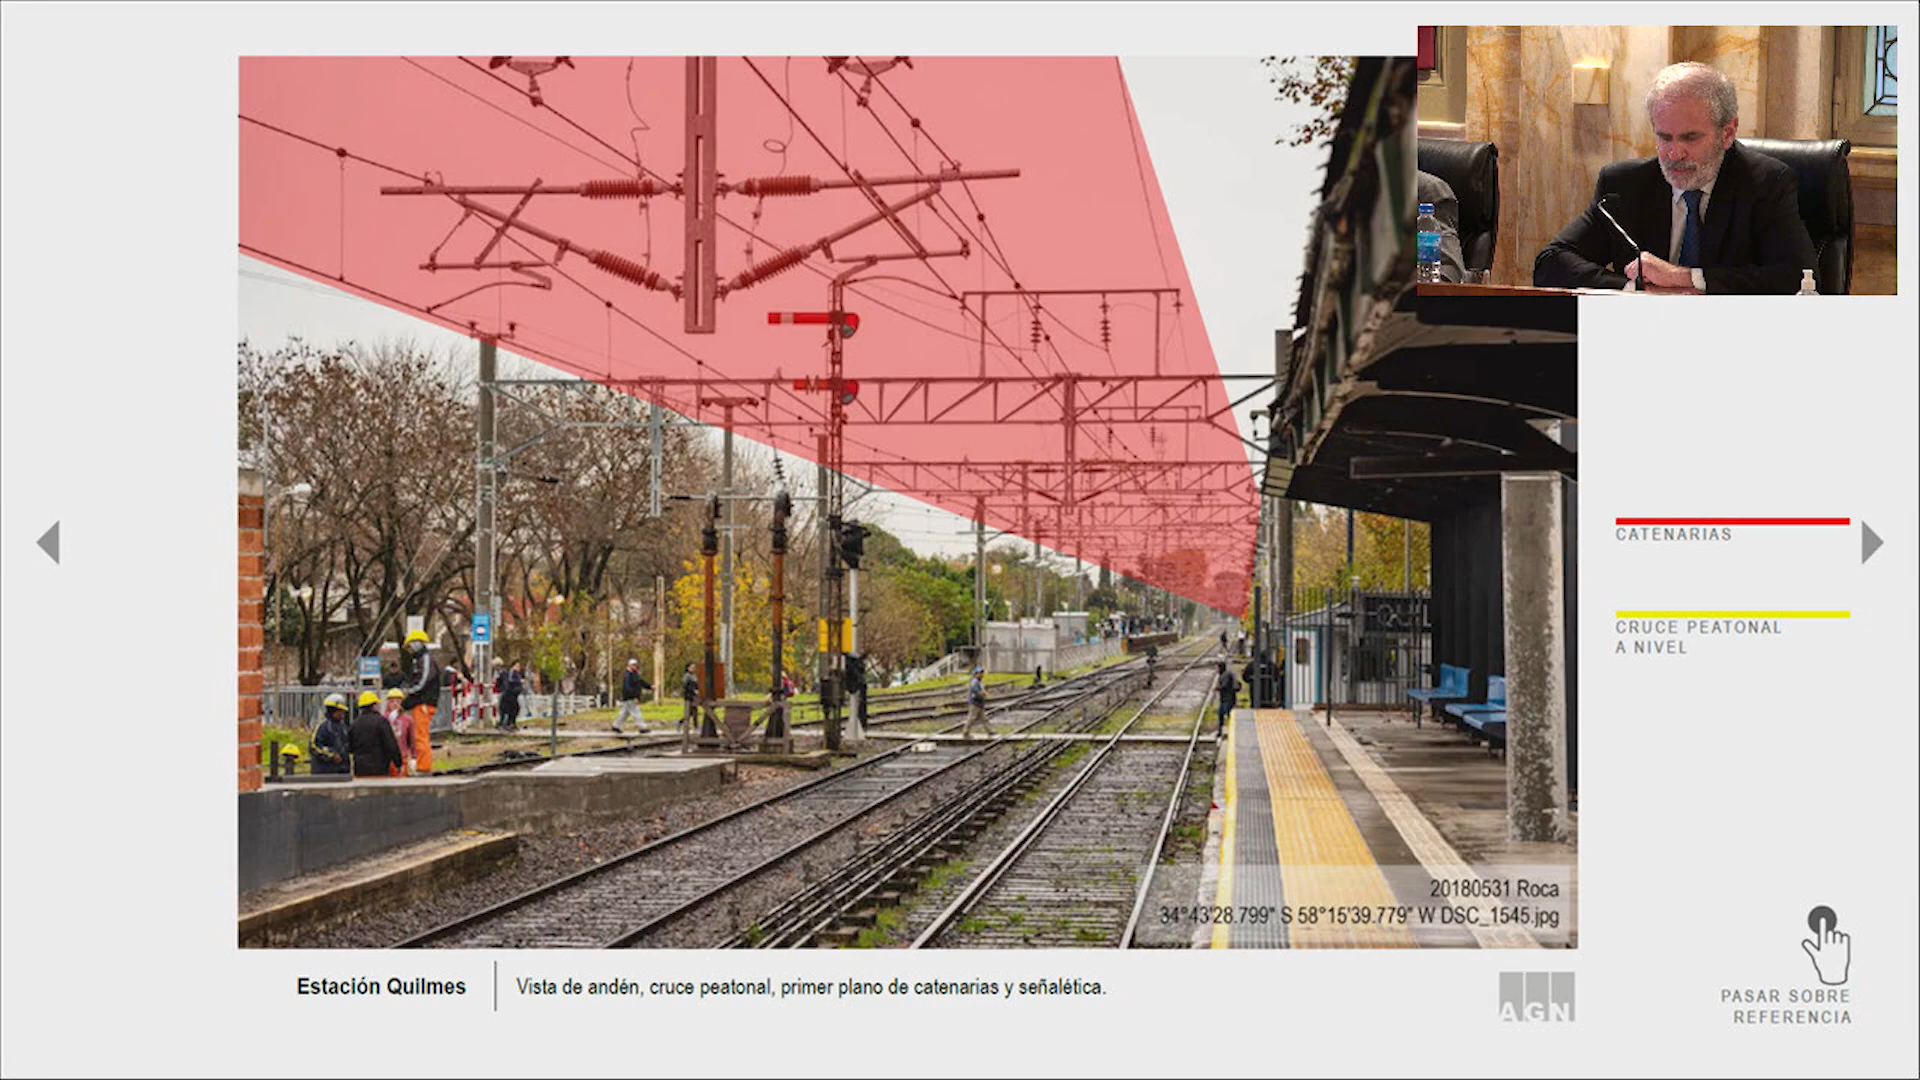 CATENARIAS
CRUCE PEATONAL
A NIVEL
20180531 Roca
34°43'28.799" S 58°15'39.779" W DSC_1545.jpg
Estación Quilmes
Vista de andén, cruce peatonal, primer plano de catenarias y señalética.
AGN
PASAR SOBRE
REFERENCIA